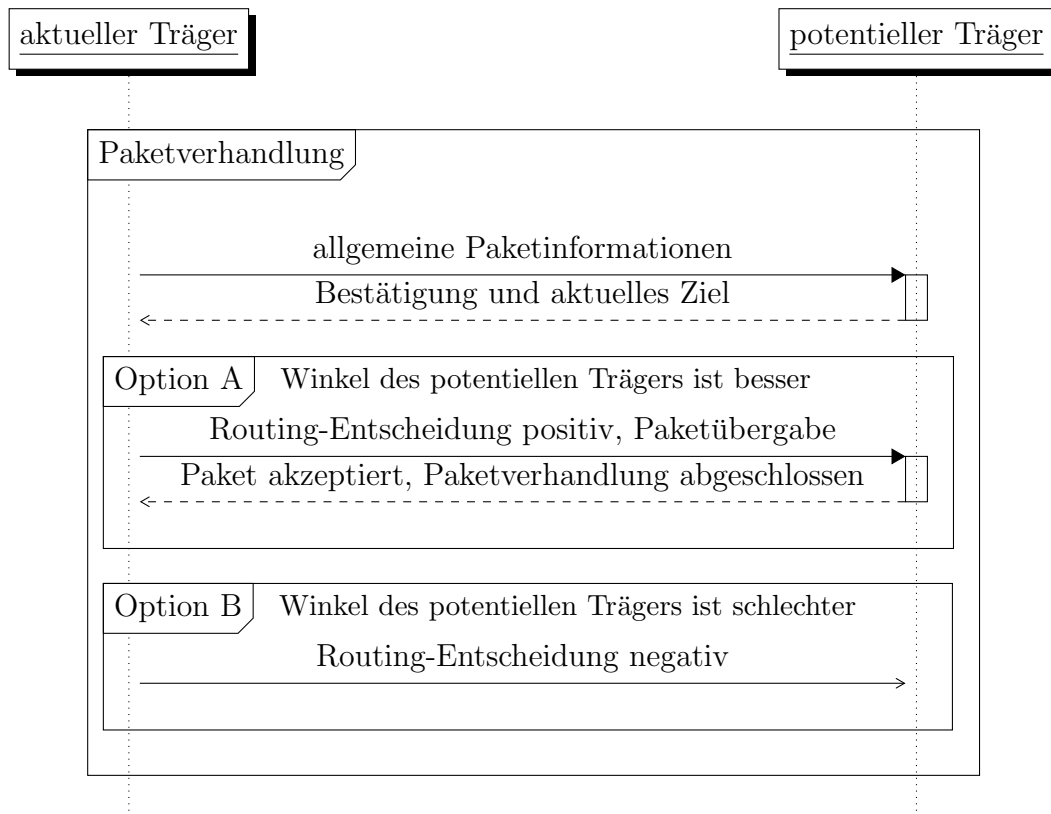 aktueller Träger
potentieller Träger
Paketverhandlung
allgemeine Paketinformationen
Bestätigung und aktuelles Ziel
Option A
Winkel des potentiellen Trägers ist besser
Routing-Entscheidung positiv, Paketübergabe
Paket akzeptiert, Paketverhandlung abgeschlossen
Option B
Winkel des potentiellen Trägers ist schlechter
Routing-Entscheidung negativ